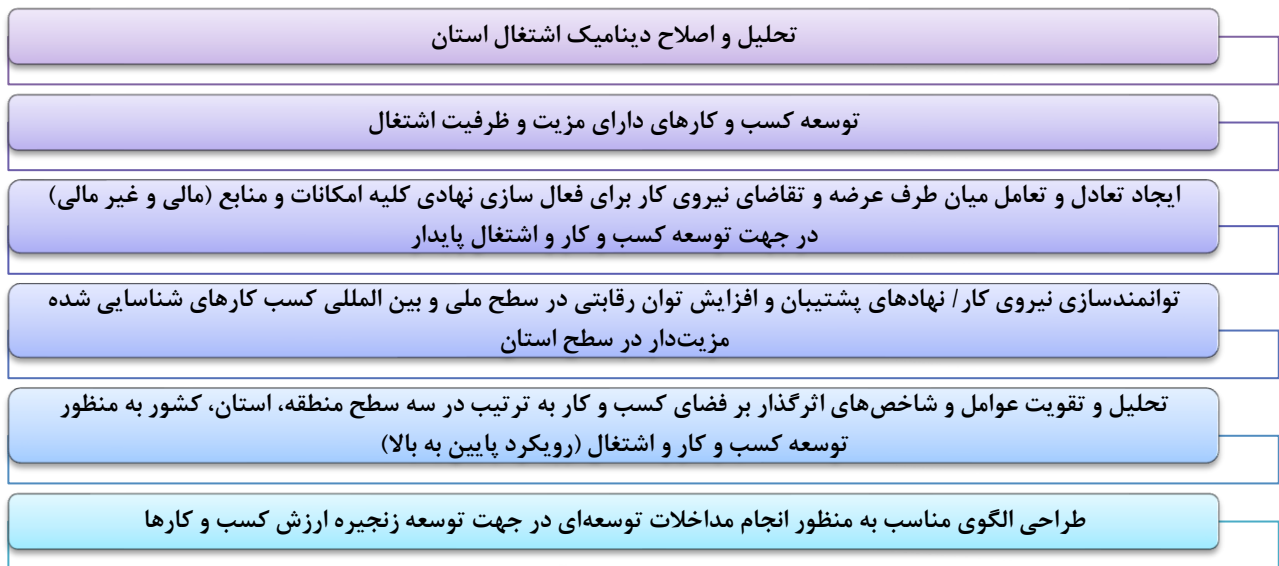 تحلیل و اصلاح دینامیک اشتغال استان
توسعه کسب و کارهای دارای مزیت و ظرفیت اشتغال
ایجاد تعادل و تعامل میان طرف عرضه و تقاضای نیروی کار برای فعال سازی نهادی کلیه امکانات و منابع (مالی و غیر مالی)
در جهت توسعه کسب و کار و اشتغال پایدار
توانمندسازی نیروی کار/ نهادهای پشتیبان و افزایش توان رقابتی در سطح ملی و بین المللی کسب کارهای شناسایی شده
مزیت‌دار در سطح استان
تحلیل و تقویت عوامل و شاخص‌های اثرگذار بر فضای کسب و کار به ترتیب در سه سطح منطقه، استان، کشور به منظور
توسعه کسب و کار و اشتغال (رویکرد پایین به بالا)
طراحی الگوی مناسب به منظور انجام مداخلات توسعه‌ای در جهت توسعه زنجیره ارزش کسب و کارها